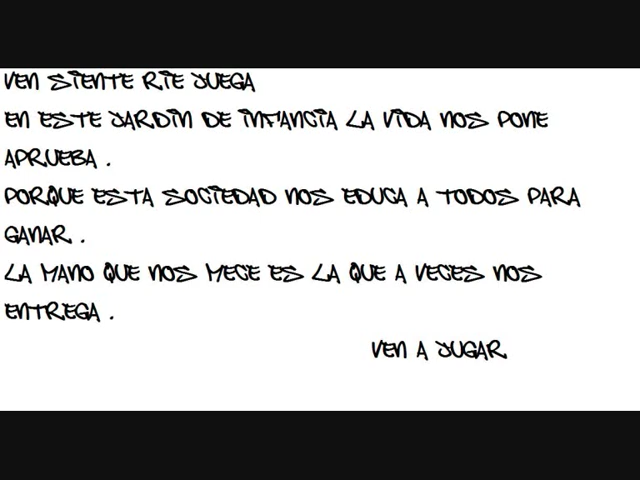 VEN SIENTE RIE JUEGA
EN ESTE JARDIN DE INFANCIA LA VIDA NOS PONE
APRUEBA .
PORQUE ESTA SOCIEDAD NOS EDUCA A TODOS PARA
GANAR .
LA MANO QUE NOS MECE ES LA QUE A VECES NOS
ENTREGA .
VEN A JUGAR